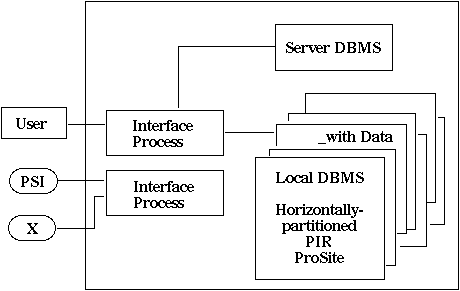 Server DBMS
User
Interface
Process
_with Data
PSI
Interface
Process
X
Local DBMS
Horizontally-
partitioned
PIR
ProSite